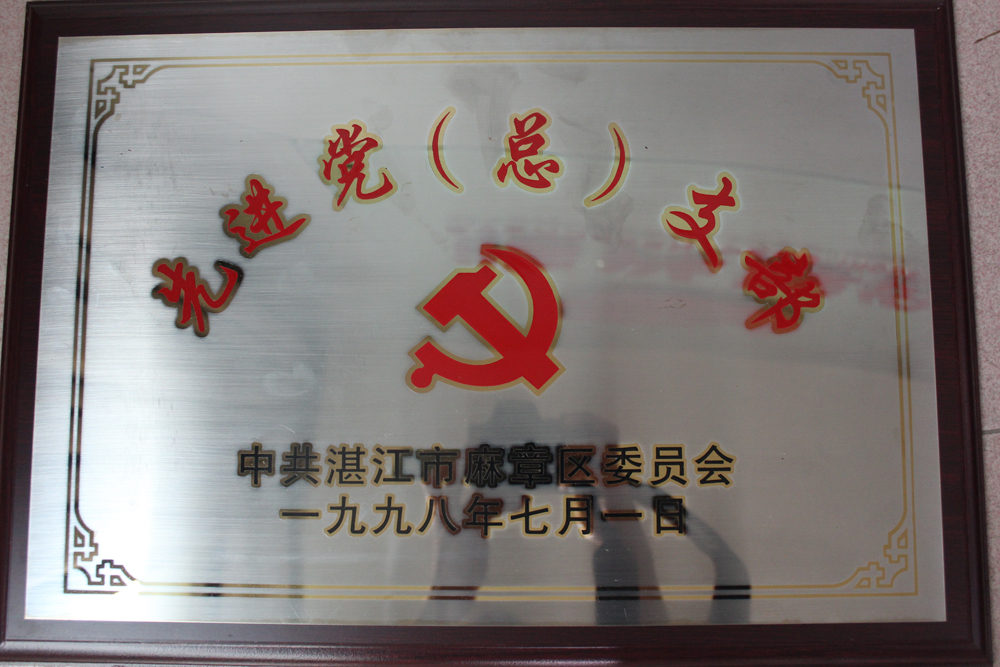 先进党(总)支部
中共湛江市麻章区委员会
一九九八年七月一日